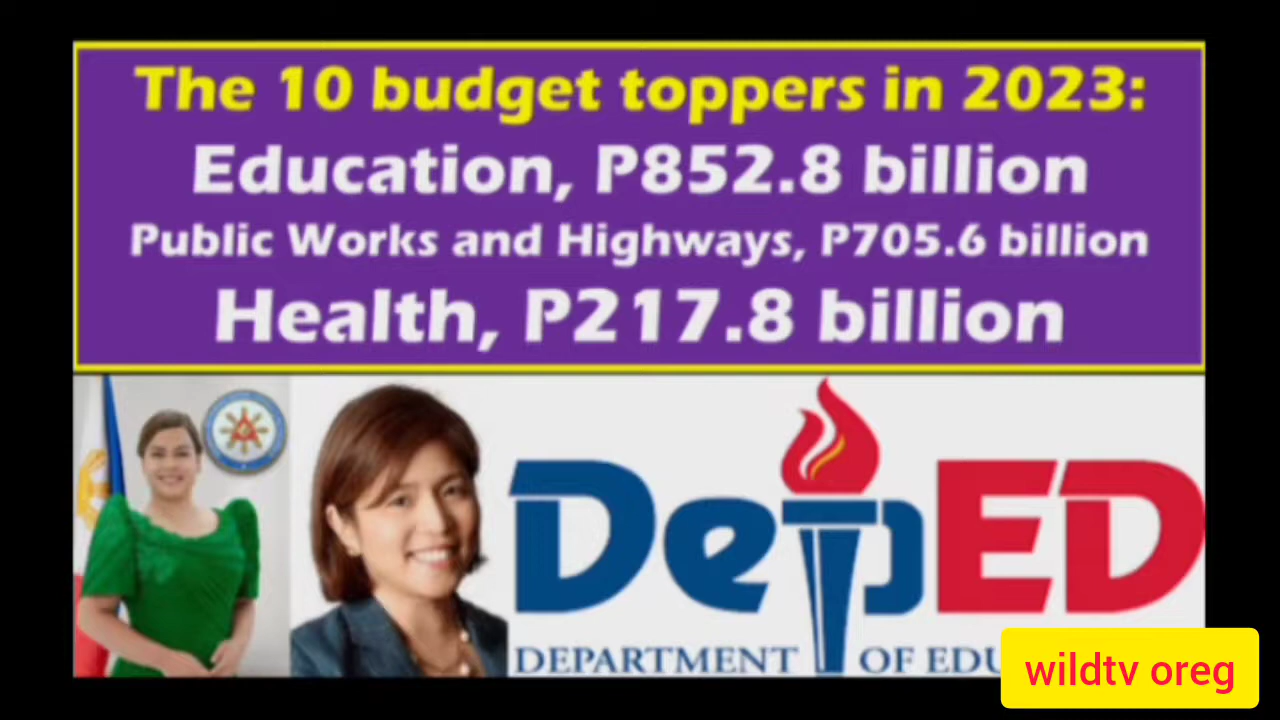 The 10 budget toppers in 2023:
Education, P852.8 billion
Public Works and Highways, P705.6 billion
Health, P217.8 billion
DepED
DEPARTMENT OF EDU
wildtv oreg